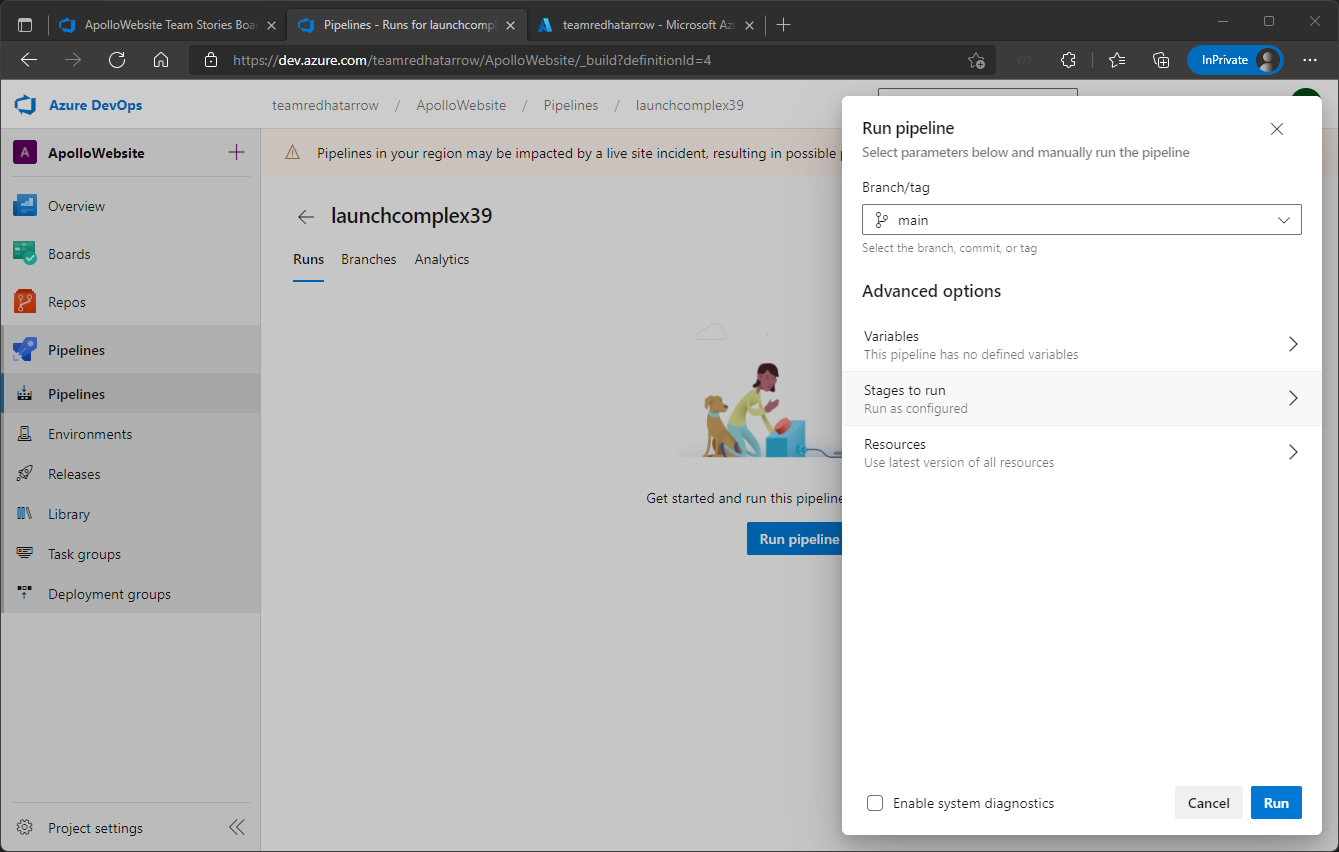 ApolloWebsite Team Stories Boa
Pipelines - Runs for launchcompl
teamredhatarrow - Microsoft Az
https://dev.azure.com/teamredhatarrow/ApolloWebsite/_build?definitionId=4
InPrivate
Azure DevOps
teamredhatarrow / ApolloWebsite / Pipelines / launchcomplex39
A ApolloWebsite
Pipelines in your region may be impacted by a live site incident, resulting in possible
Overview
Boards
Repos
Pipelines
Pipelines
Environments
Releases
Library
Task groups
Deployment groups
Project settings
launchcomplex39
Runs Branches Analytics
Get started and run this pipeline
Run pipeline
Run pipeline
Select parameters below and manually run the pipeline
Branch/tag
main
Select the branch, commit, or tag
Advanced options
Variables
This pipeline has no defined variables
Stages to run
Run as configured
Resources
Use latest version of all resources
Enable system diagnostics
Cancel
Run